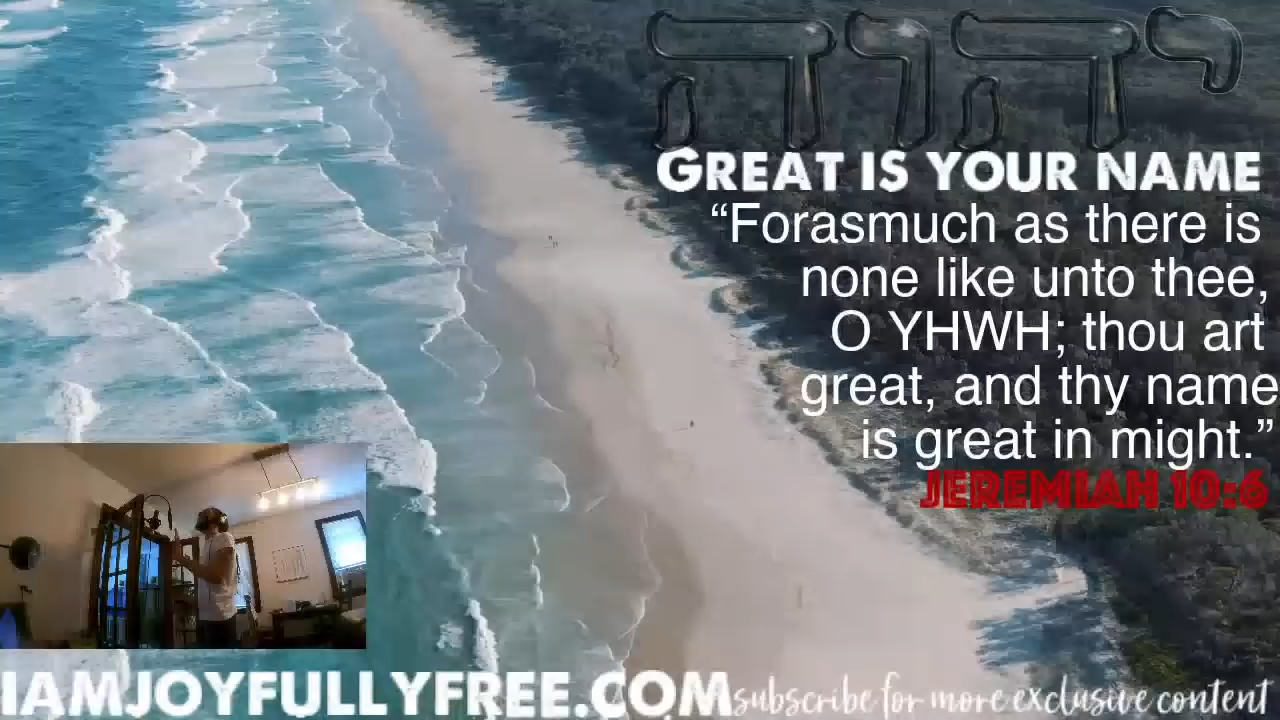 יהוה
GREAT IS YOUR NAME
“Forasmuch as there is
none like unto thee,
O YHWH; thou art
great, and thy name
is great in might.”
JEREMIAH 10:6
IAMJOYFULLYFREE.COM subscribe for more exclusive content